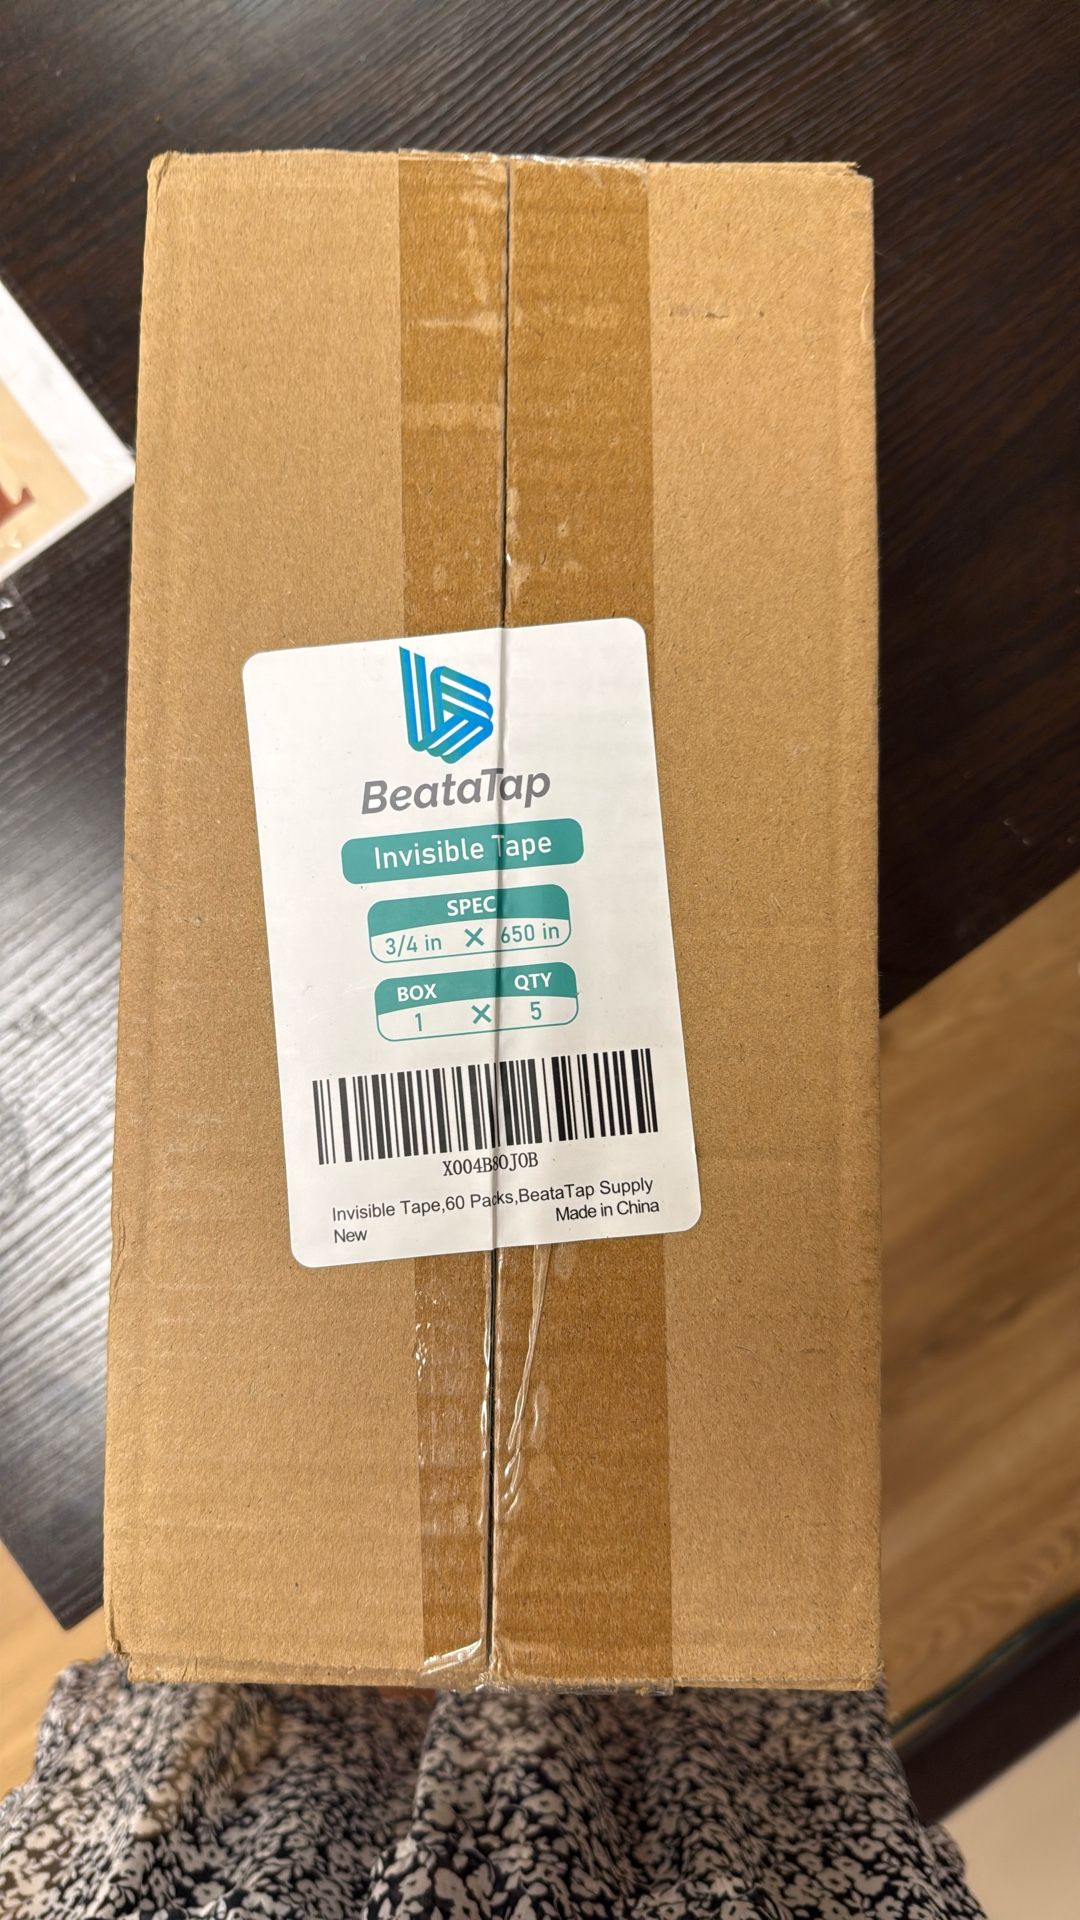 BeataTap
Invisible Tape
SPEC
3/4 in × 650 in
BOX QTY
1 × 5
X004B80J0B
Invisible Tape,60 Packs,BeataTap Supply
New Made in China